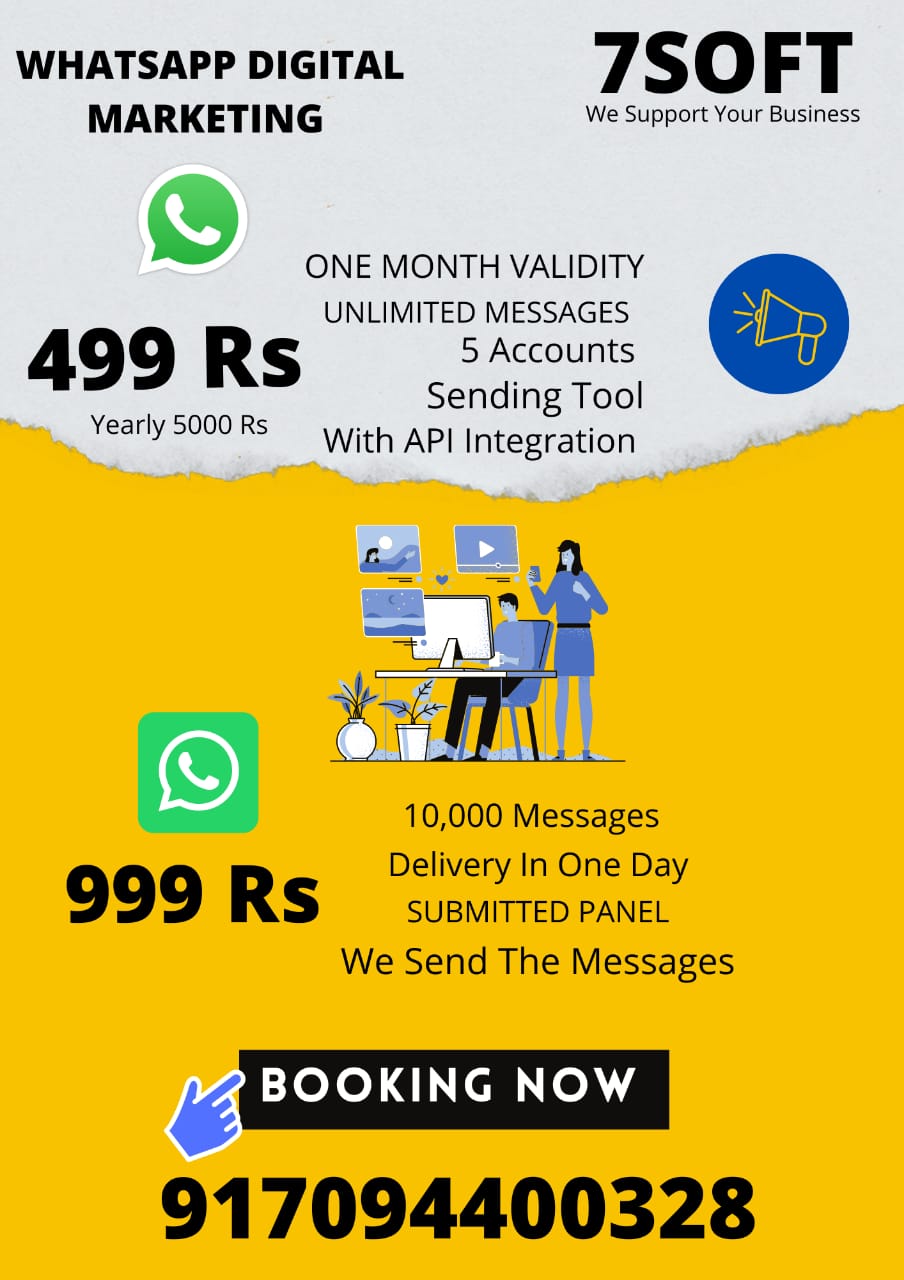 WHATSAPP DIGITAL
MARKETING
7SOFT
We Support Your Business
ONE MONTH VALIDITY
UNLIMITED MESSAGES
5 Accounts
Sending Tool
With API Integration
499 Rs
Yearly 5000 Rs
10,000 Messages
Delivery In One Day
SUBMITTED PANEL
We Send The Messages
999 Rs
BOOKING NOW
917094400328